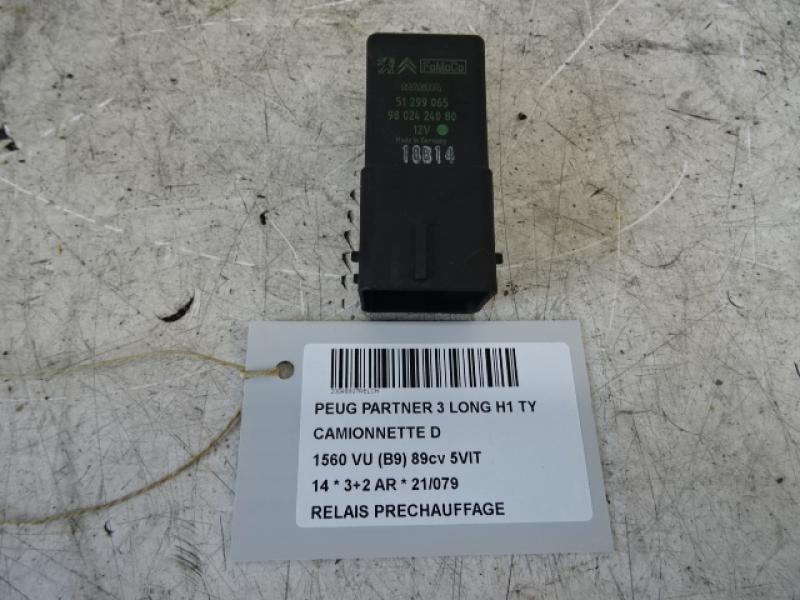 FoMoCo
51 299 065
98 024 240 80
12V
Made in Germany
18B14
PEUG PARTNER 3 LONG H1 TY
CAMIONNETTE D
1560 VU (B9) 89cv 5VIT
14 * 3+2 AR * 21/079
RELAIS PRECHAUFFAGE